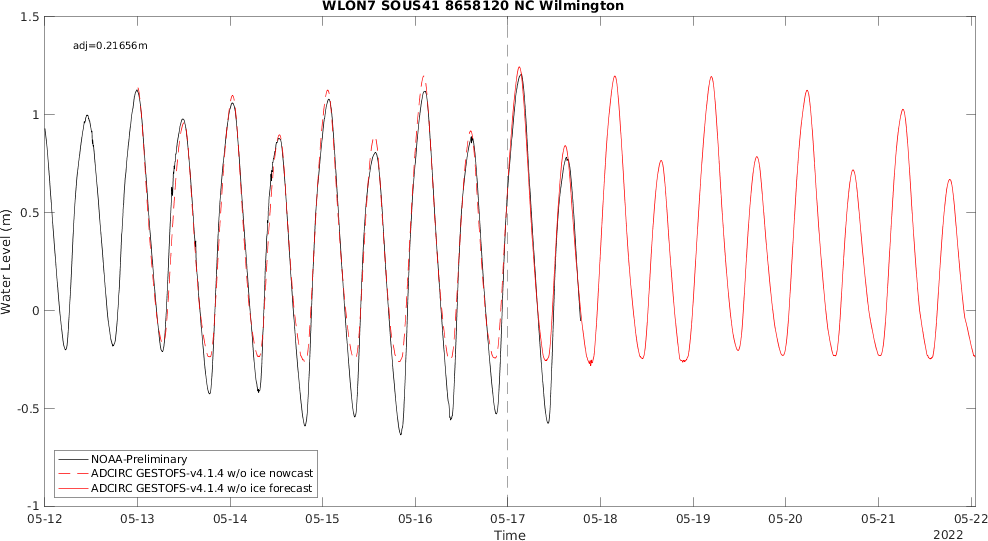 WLON7 SOUS41 8658120 NC Wilmington
adj=0.21656m
1.5
1
0.5
0
-0.5
-1
Water Level (m)
NOAA-Preliminary
ADCIRC GESTOFS-v4.1.4 w/o ice nowcast
ADCIRC GESTOFS-v4.1.4 w/o ice forecast
05-12 05-13 05-14 05-15 05-16 05-17 05-18 05-19 05-20 05-21 05-22
Time
2022